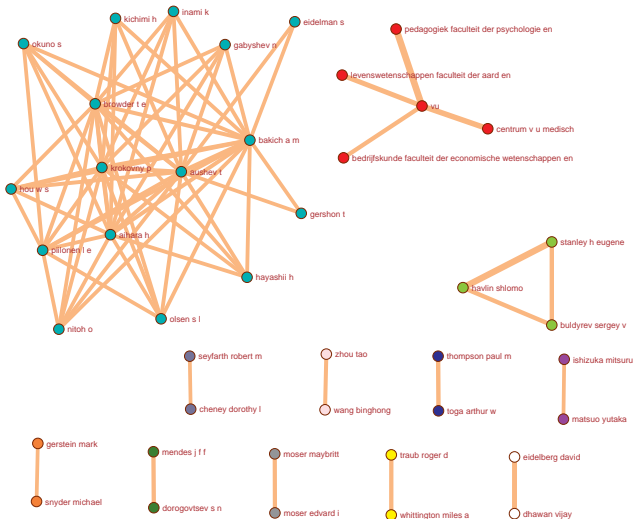 inami k
kichimi h
eidelman s
pedagogiek faculteit der psychologie en
okuno s
gabyshev n
levenswetenschappen faculteit der aard en
browder t e
vu
centrum v u medisch
bakich a m
bedrijfskunde faculteit der economische wetenschappen en
krokovny p
aushev t
hou w s
gershon t
aihara h
stanley h eugene
piilonen l e
hayashii h
havlin shlomo
olsen s l
nitoh o
buldyrev sergey v
seyfarth robert m
zhou tao
thompson paul m
ishizuka mitsuru
cheney dorothy l
wang binghong
toga arthur w
matsuo yutaka
gerstein mark
mendes j f f
moser maybritt
traub roger d
eidelberg david
snyder michael
dorogovtsev s n
moser edvard i
whittington miles a
dhawan vijay